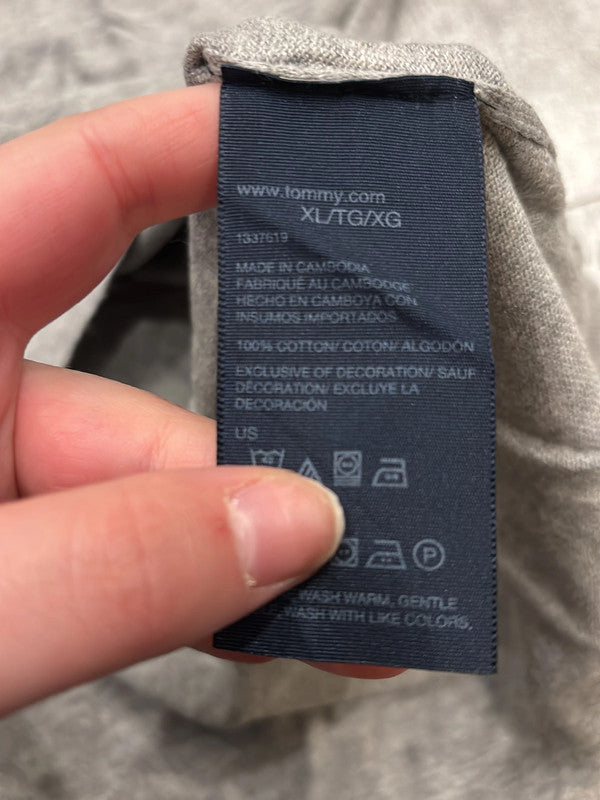 www.tommy.com
XL/TG/XG
1337619
MADE IN CAMBODIA
FABRIQUÉ AU CAMBODGE
HECHO EN CAMBOYA CON
INSUMOS IMPORTADOS
100% COTTON/ COTON/ ALGODÓN
EXCLUSIVE OF DECORATION/ SAUF
DÉCORATION/ EXCLUYE LA
DECORACIÓN
US
P
WASH WARM, GENTLE
WASH WITH LIKE COLORS,